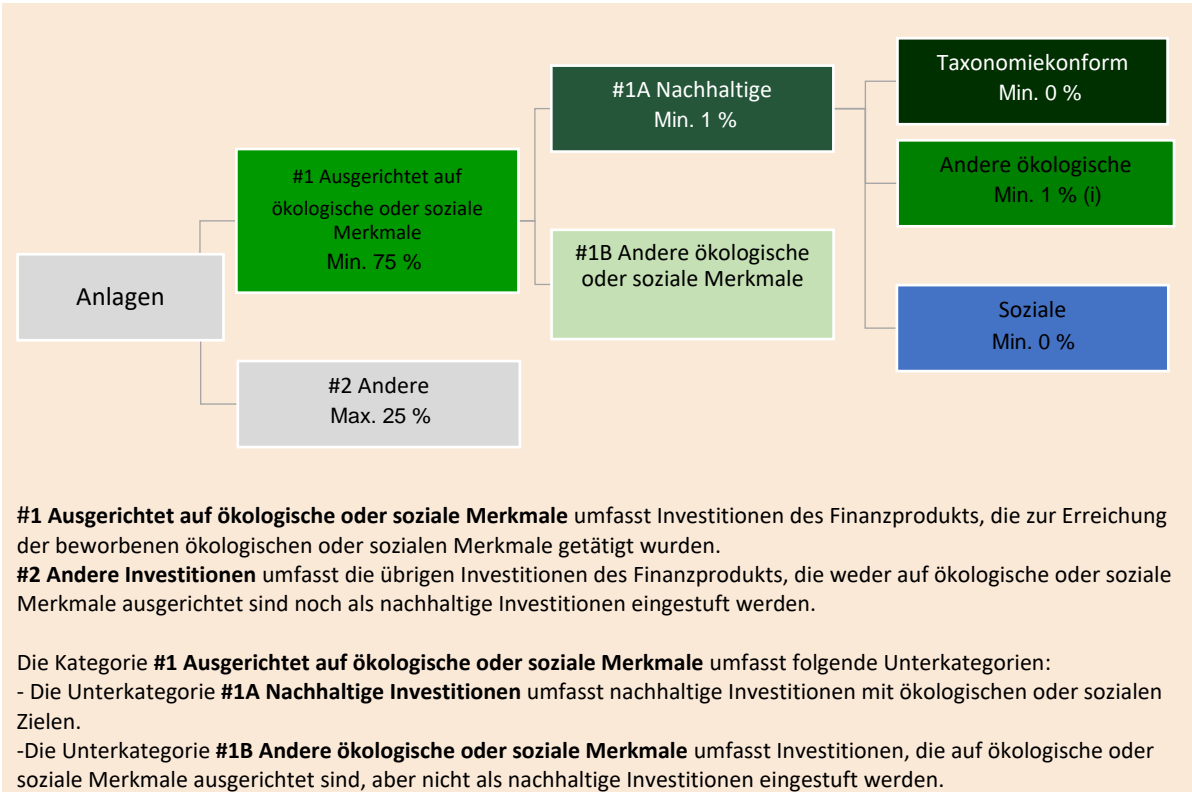 Anlagen
#1 Ausgerichtet auf
ökologische oder soziale
Merkmale
Min. 75 %
#2 Andere
Max. 25 %
#1A Nachhaltige
Min. 1 %
#1B Andere ökologische
oder soziale Merkmale
Taxonomiekonform
Min. 0 %
Andere ökologische
Min. 1 % (i)
Soziale
Min. 0 %
#1 Ausgerichtet auf ökologische oder soziale Merkmale umfasst Investitionen des Finanzprodukts, die zur Erreichung
der beworbenen ökologischen oder sozialen Merkmale getätigt wurden.
#2 Andere Investitionen umfasst die übrigen Investitionen des Finanzprodukts, die weder auf ökologische oder soziale
Merkmale ausgerichtet sind noch als nachhaltige Investitionen eingestuft werden.
Die Kategorie #1 Ausgerichtet auf ökologische oder soziale Merkmale umfasst folgende Unterkategorien:
- Die Unterkategorie #1A Nachhaltige Investitionen umfasst nachhaltige Investitionen mit ökologischen oder sozialen
Zielen.
-Die Unterkategorie #1B Andere ökologische oder soziale Merkmale umfasst Investitionen, die auf ökologische oder
soziale Merkmale ausgerichtet sind, aber nicht als nachhaltige Investitionen eingestuft werden.